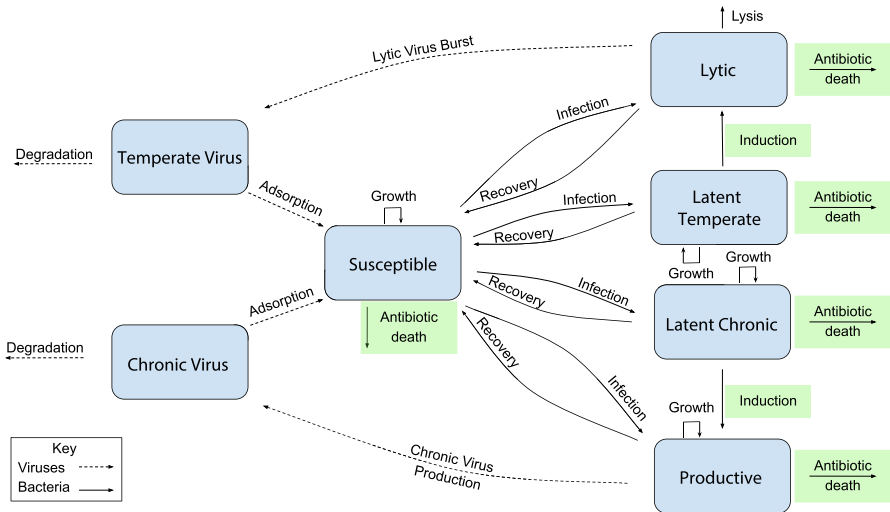 Lysis
Lytic
Antibiotic
death
Lytic Virus Burst
Infection
Recovery
Induction
Degradation
Temperate Virus
Adsorption
Growth
Infection
Recovery
Latent
Temperate
Antibiotic
death
Growth
Growth
Susceptible
Infection
Recovery
Adsorption
Antibiotic
death
Latent Chronic
Antibiotic
death
Degradation
Chronic Virus
Recovery
Infection
Induction
Growth
Key
Viruses
Bacteria
Chronic Virus
Production
Productive
Antibiotic
death